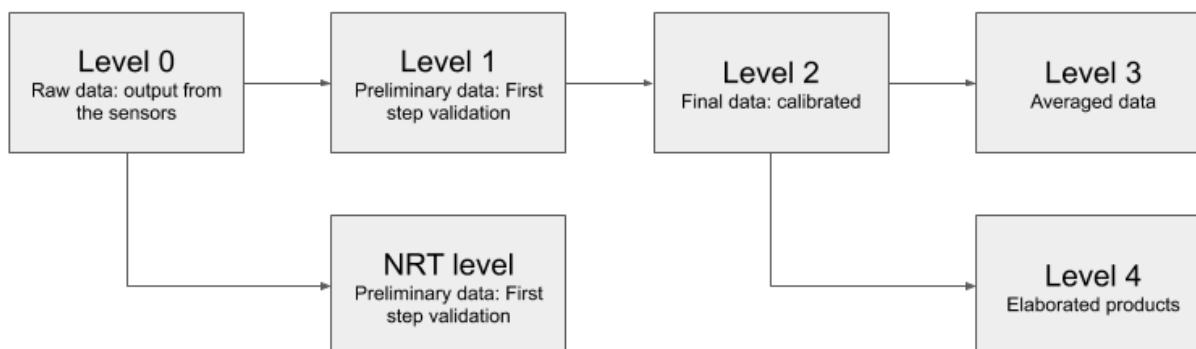 Level 0
Raw data: output from
the sensors
Level 1
Preliminary data: First
step validation
Level 2
Final data: calibrated
Level 3
Averaged data
NRT level
Preliminary data: First
step validation
Level 4
Elaborated products